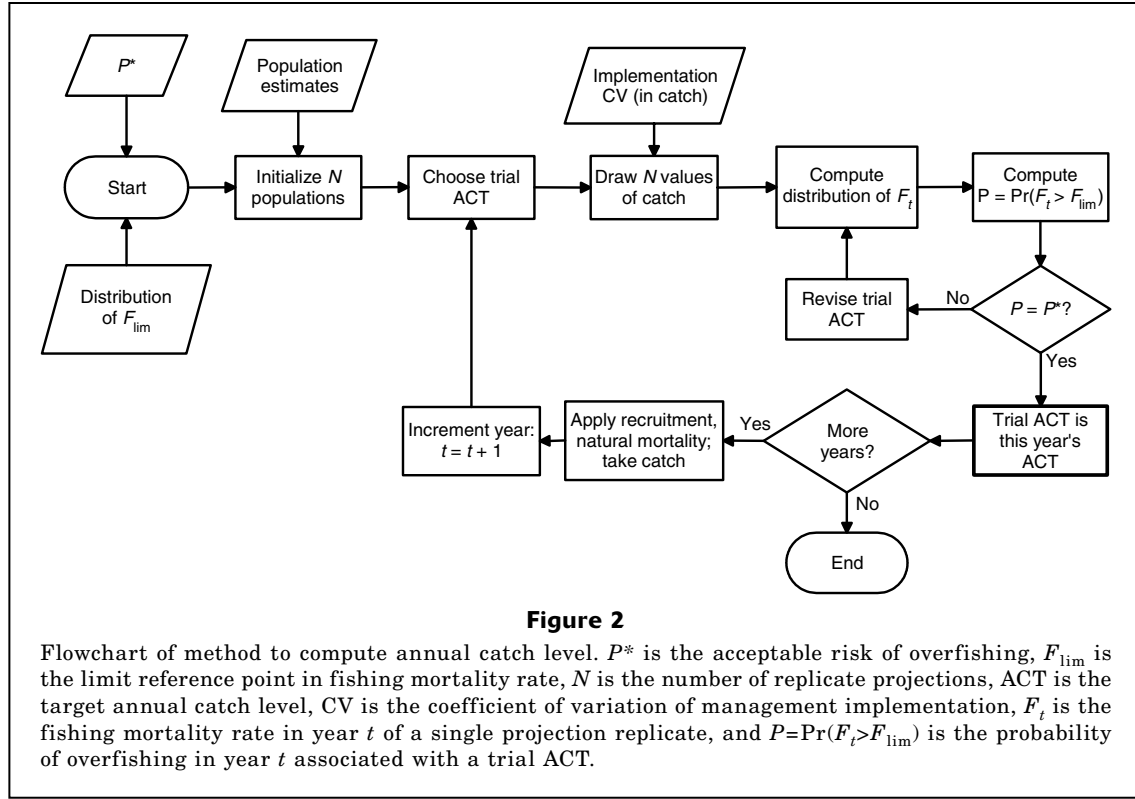 P*
Population
estimates
Implementation
CV (in catch)
Start
Initialize N
populations
Choose trial
ACT
Draw N values
of catch
Compute
distribution of Ft
Compute
P = Pr(Ft > Flim)
Distribution
of Flim
Revise trial
ACT
No
P = P*?
Yes
Increment year:
t = t + 1
Apply recruitment,
natural mortality;
take catch
Yes
More
years?
Trial ACT is
this year's
ACT
No
End
Figure 2
Flowchart of method to compute annual catch level. P* is the acceptable risk of overfishing, Flim is
the limit reference point in fishing mortality rate, N is the number of replicate projections, ACT is the
target annual catch level, CV is the coefficient of variation of management implementation, Ft is the
fishing mortality rate in year t of a single projection replicate, and P=Pr(Ft>Flim) is the probability
of overfishing in year t associated with a trial ACT.